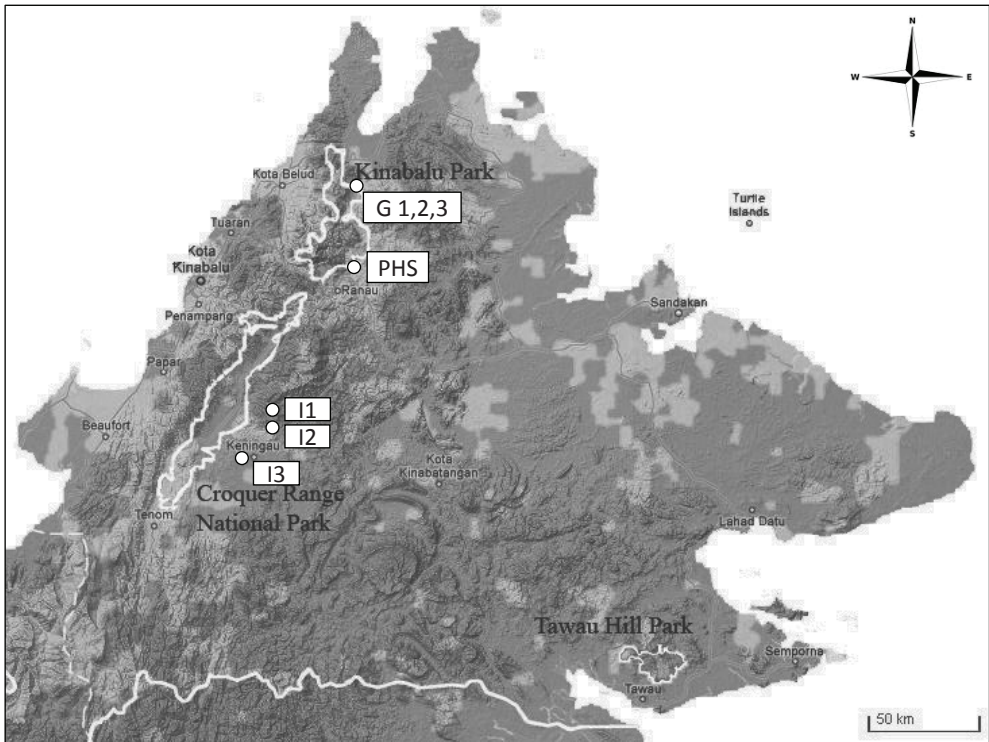 N
W
E
S
Kinabalu Park
Kota Belud
G 1,2,3
Turtle
Islands
Tuaran
Kota
Kinabalu
PHS
Ranau
Penampang
Sandakan
Papar
I1
Beaufort
I2
Keningau
I3
Kota
Kinabatangan
Croquer Range
National Park
Tenom
Lahad Datu
Tawau Hill Park
Semporna
Tawau
50 km